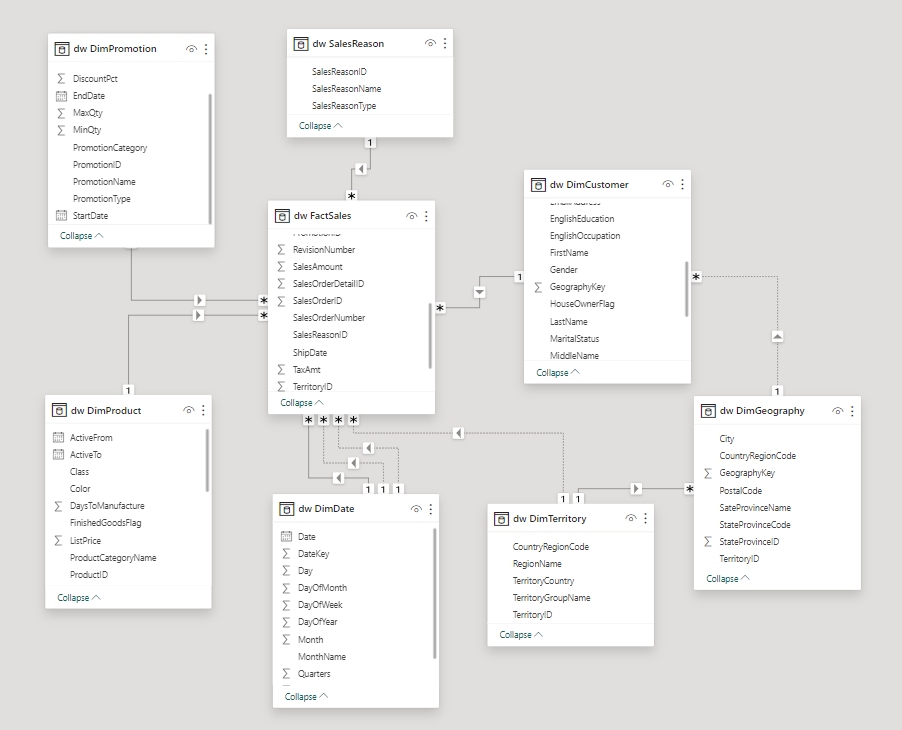 dw DimPromotion
DiscountPct
EndDate
MaxQty
MinQty
PromotionCategory
PromotionID
PromotionName
PromotionType
StartDate
Collapse
dw SalesReason
SalesReasonID
SalesReasonName
SalesReasonType
Collapse
1
*
dw FactSales
PromotionID
RevisionNumber
SalesAmount
SalesOrderDetailID
SalesOrderID
SalesOrderNumber
SalesReasonID
ShipDate
TaxAmt
TerritoryID
Collapse
*
*
*
1
* * * *
dw DimCustomer
EmailAddress
EnglishEducation
EnglishOccupation
FirstName
Gender
GeographyKey
HouseOwnerFlag
LastName
MaritalStatus
MiddleName
Collapse
*
1
1
dw DimProduct
ActiveFrom
ActiveTo
Class
Color
DaysToManufacture
FinishedGoodsFlag
ListPrice
ProductCategoryName
ProductID
Collapse
1 1 1
dw DimDate
Date
DateKey
Day
DayOfMonth
DayOfWeek
DayOfYear
Month
MonthName
Quarters
Collapse
1 1
*
dw DimTerritory
CountryRegionCode
RegionName
TerritoryCountry
TerritoryGroupName
TerritoryID
Collapse
dw DimGeography
City
CountryRegionCode
GeographyKey
PostalCode
SateProvinceName
StateProvinceCode
StateProvinceID
TerritoryID
Collapse